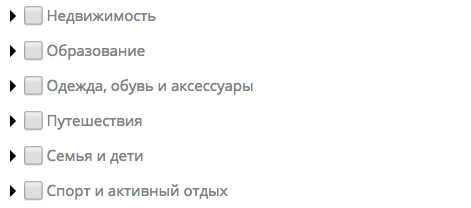 Недвижимость
Образование
Одежда, обувь и аксессуары
Путешествия
Семья и дети
Спорт и активный отдых